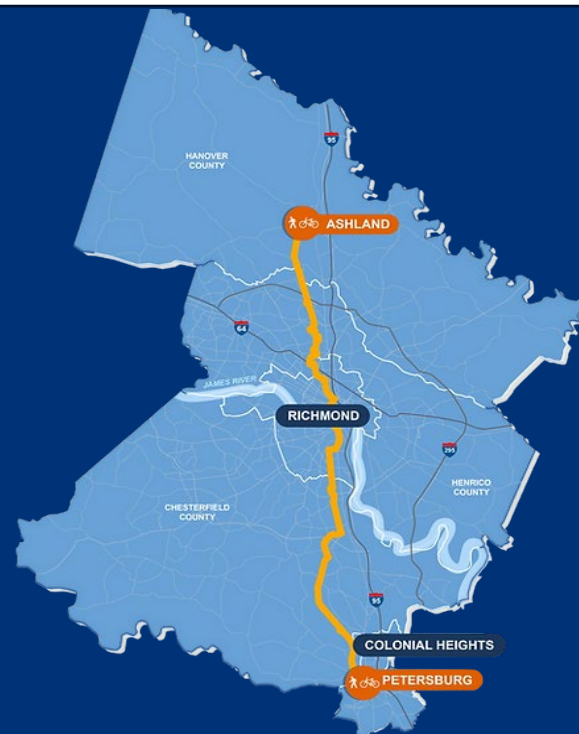 95
HANOVER
COUNTY
ASHLAND
64
JAMES RIVER
RICHMOND
295
HENRICO
COUNTY
CHESTERFIELD
COUNTY
95
COLONIAL HEIGHTS
PETERSBURG